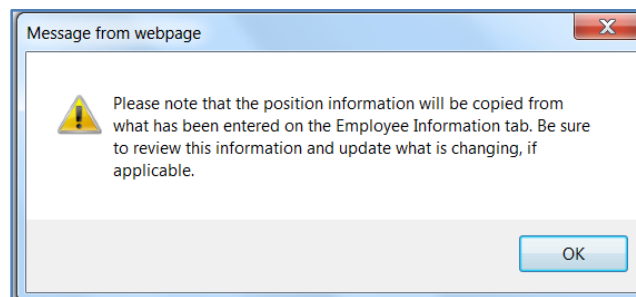 Message from webpage
Please note that the position information will be copied from
what has been entered on the Employee Information tab. Be sure
to review this information and update what is changing, if
applicable.
OK